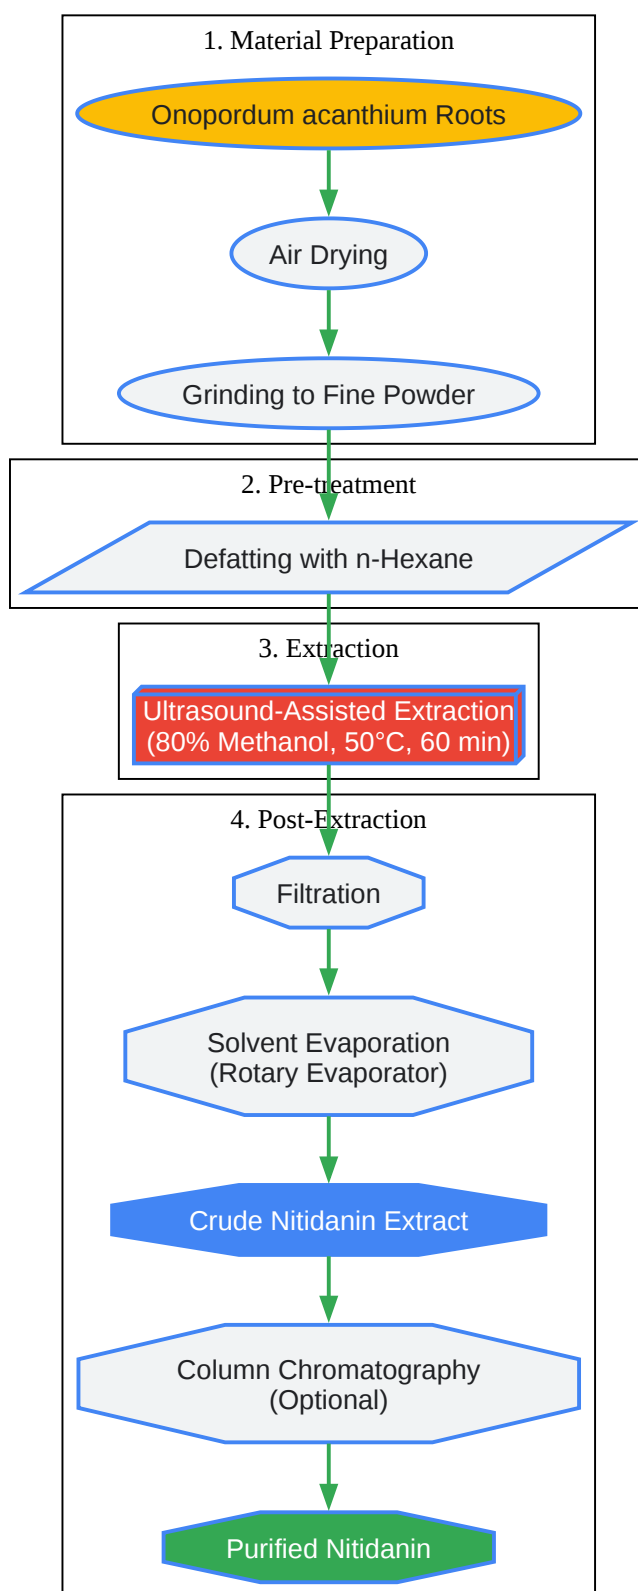 1. Material Preparation
Onopordum acanthium Roots
Air Drying
Grinding to Fine Powder
2. Pre-treatment
Defatting with n-Hexane
3. Extraction
Ultrasound-Assisted Extraction
(80% Methanol, 50°C, 60 min)
4. Post-Extraction
Filtration
Solvent Evaporation
(Rotary Evaporator)
Crude Nitidanin Extract
Column Chromatography
(Optional)
Purified Nitidanin